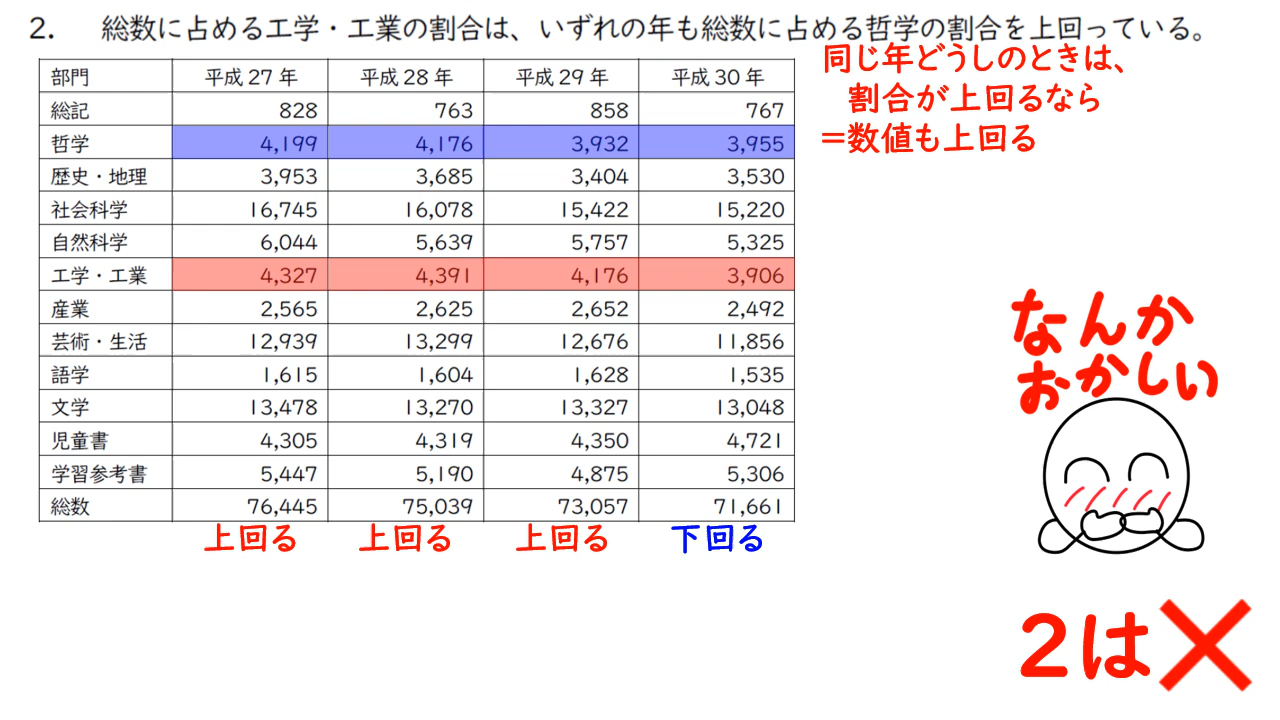 2. 総数に占める工学・工業の割合は、いずれの年も総数に占める哲学の割合を上回っている。
同じ年どうしのときは、
割合が上回るなら
＝数値も上回る
部門 平成27年 平成28年 平成29年 平成30年
総記 828 763 858 767
哲学 4,199 4,176 3,932 3,955
歴史・地理 3,953 3,685 3,404 3,530
社会科学 16,745 16,078 15,422 15,220
自然科学 6,044 5,639 5,757 5,325
工学・工業 4,327 4,391 4,176 3,906
産業 2,565 2,625 2,652 2,492
芸術・生活 12,939 13,299 12,676 11,856
語学 1,615 1,604 1,628 1,535
文学 13,478 13,270 13,327 13,048
児童書 4,305 4,319 4,350 4,721
学習参考書 5,447 5,190 4,875 5,306
総数 76,445 75,039 73,057 71,661
上回る 上回る 上回る 下回る
なんか
おかしい
2は